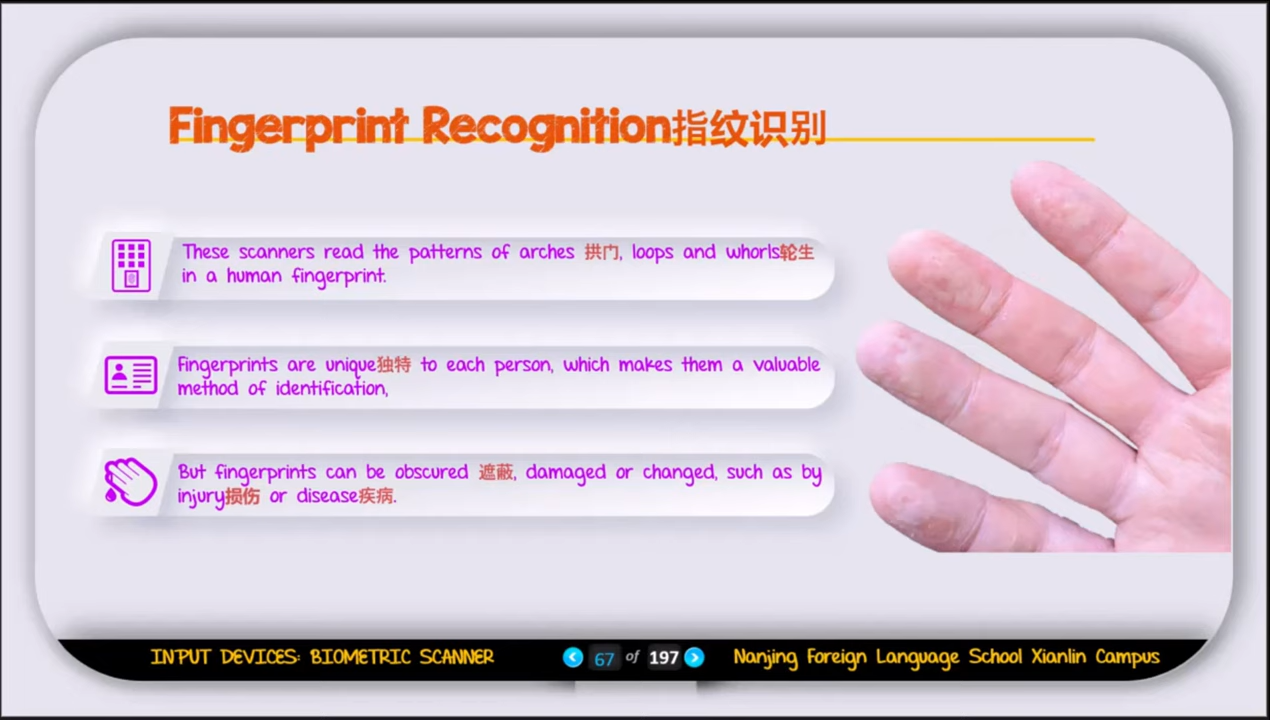 Fingerprint Recognition指纹识别
These scanners read the patterns of arches 拱门, loops and whorls轮生
in a human fingerprint.
Fingerprints are unique独特 to each person, which makes them a valuable
method of identification,
But fingerprints can be obscured 遮蔽, damaged or changed, such as by
injury损伤 or disease疾病.
INPUT DEVICES: BIOMETRIC SCANNER
67 of 197
Nanjing Foreign Language School Xianlin Campus